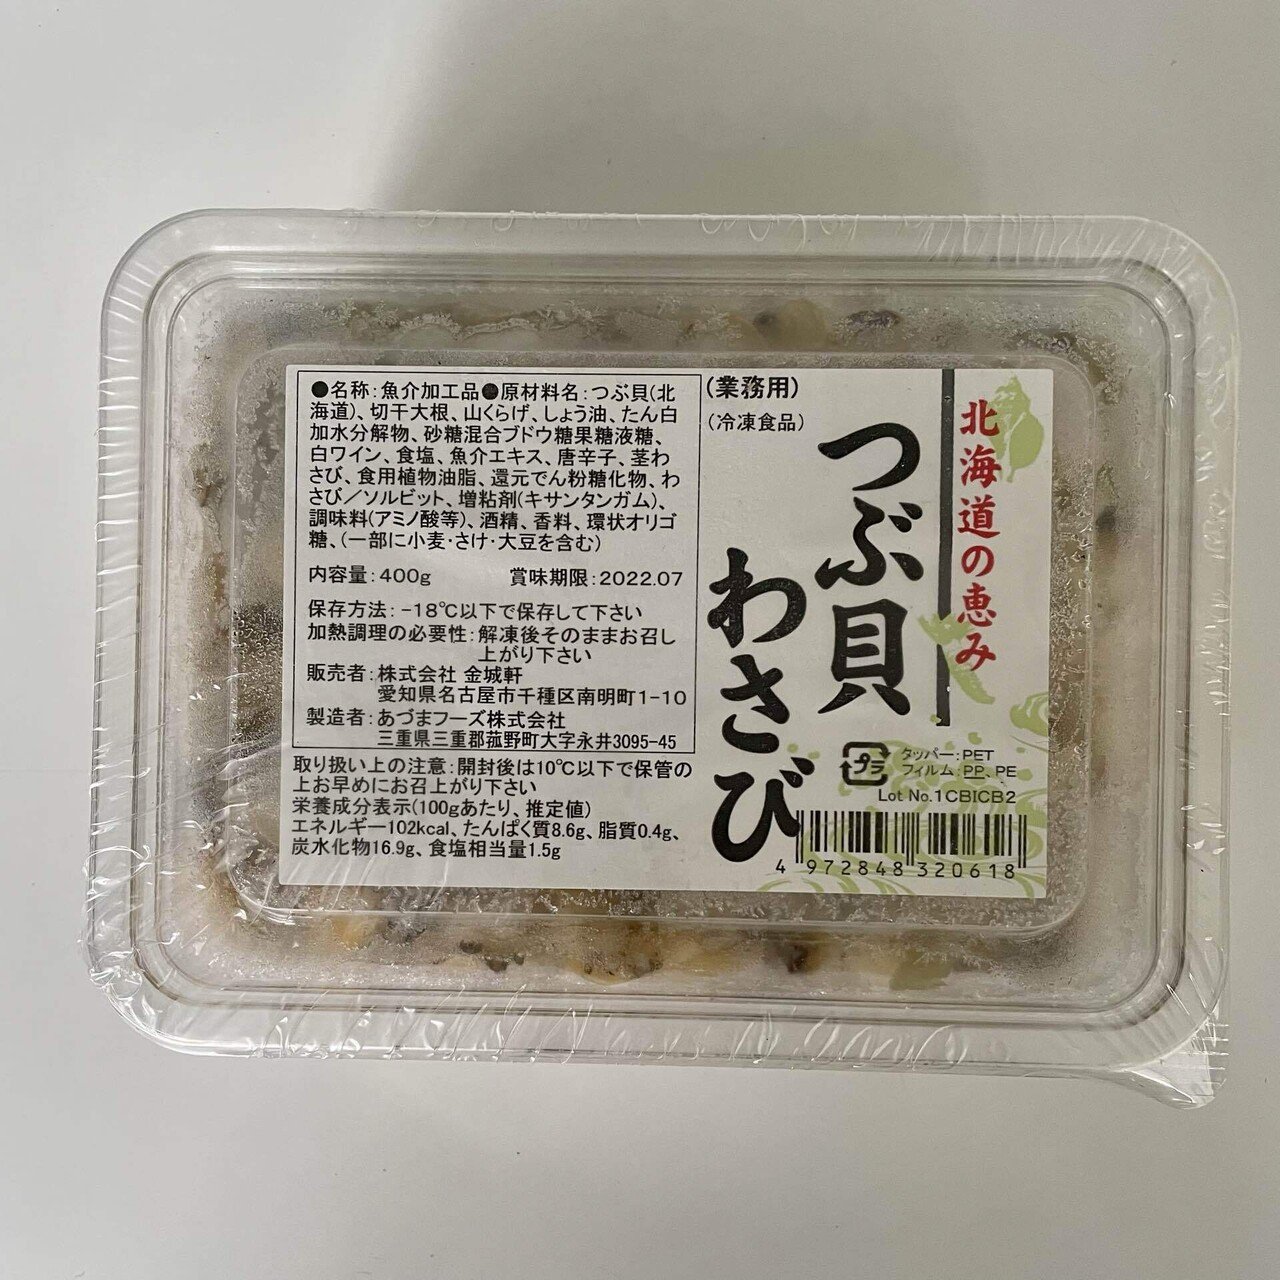 ●名称:魚介加工品●原材料名:つぶ貝(北
海道)、切干大根、山くらげ、しょう油、たん白
加水分解物、砂糖混合ブドウ糖果糖液糖、
白ワイン、食塩、魚介エキス、唐辛子、茎わ
さび、食用植物油脂、還元でん粉糖化物、わ
さび/ソルビット、増粘剤(キサンタンガム)、
調味料(アミノ酸等)、酒精、香料、環状オリゴ
糖、(一部に小麦・さけ・大豆を含む)
内容量:400g 賞味期限:2022.07
保存方法:-18℃以下で保存して下さい
加熱調理の必要性:解凍後そのままお召し
上がり下さい
販売者:株式会社 金城軒
愛知県名古屋市千種区南明町1-10
製造者:あづまフーズ株式会社
三重県三重郡菰野町大字永井3095-45
取り扱い上の注意:開封後は10℃以下で保管の
上お早めにお召上がり下さい
栄養成分表示(100gあたり、推定値)
エネルギー102kcal、たんぱく質8.6g、脂質0.4g、
炭水化物16.9g、食塩相当量1.5g
(業務用)
(冷凍食品)
北海道の恵み
つぶ貝
わさび
プラ
タッパー:PET
フィルム:PP、PE
Lot No.1CBICB2
4 972848 320618